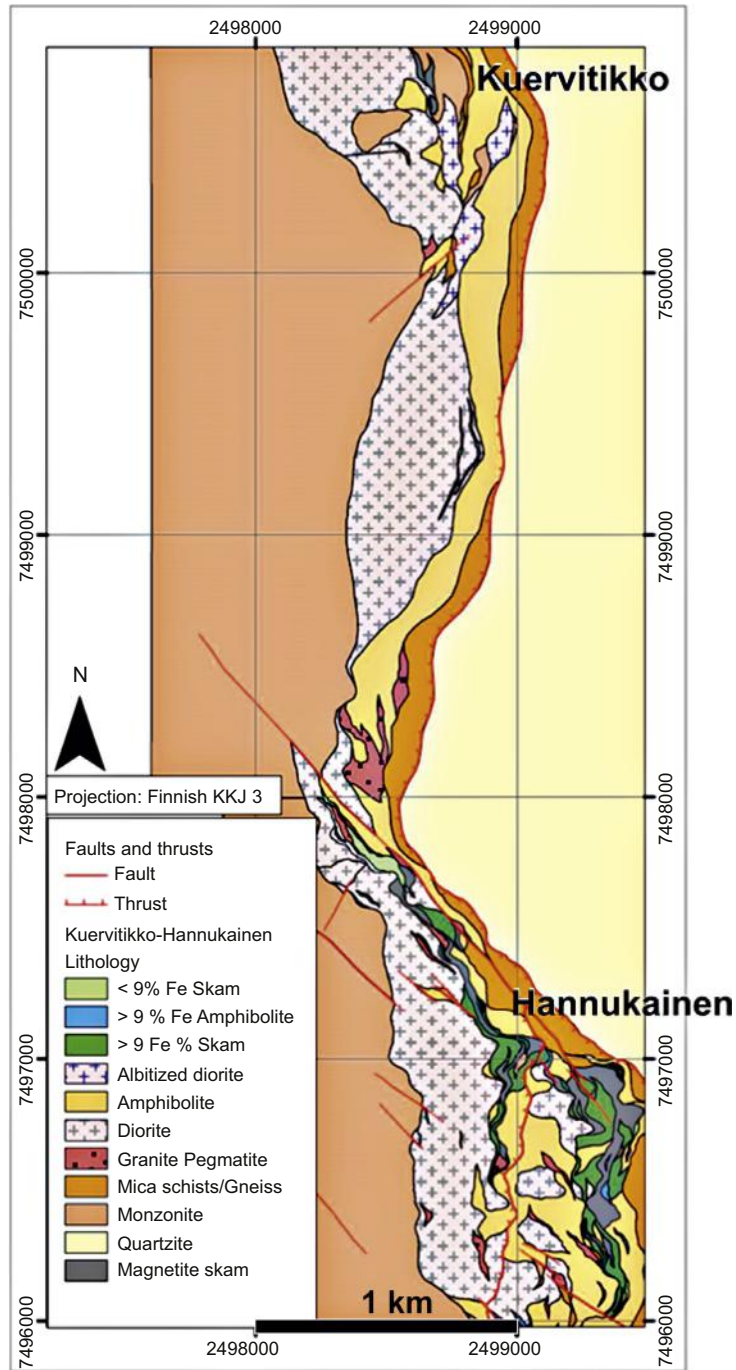 2498000 2499000
Kuervitikko
7500000 7500000
7499000 7499000
N
7498000 7498000
Projection: Finnish KKJ 3
Faults and thrusts
Fault
Thrust
Kuervitikko-Hannukainen
Lithology
< 9% Fe Skam
> 9 % Fe Amphibolite
> 9 Fe % Skam
Albitized diorite
Amphibolite
Diorite
Granite Pegmatite
Mica schists/Gneiss
Monzonite
Quartzite
Magnetite skam
Hannukainen
7497000 
1 km
7496000 7496000
2498000 2499000